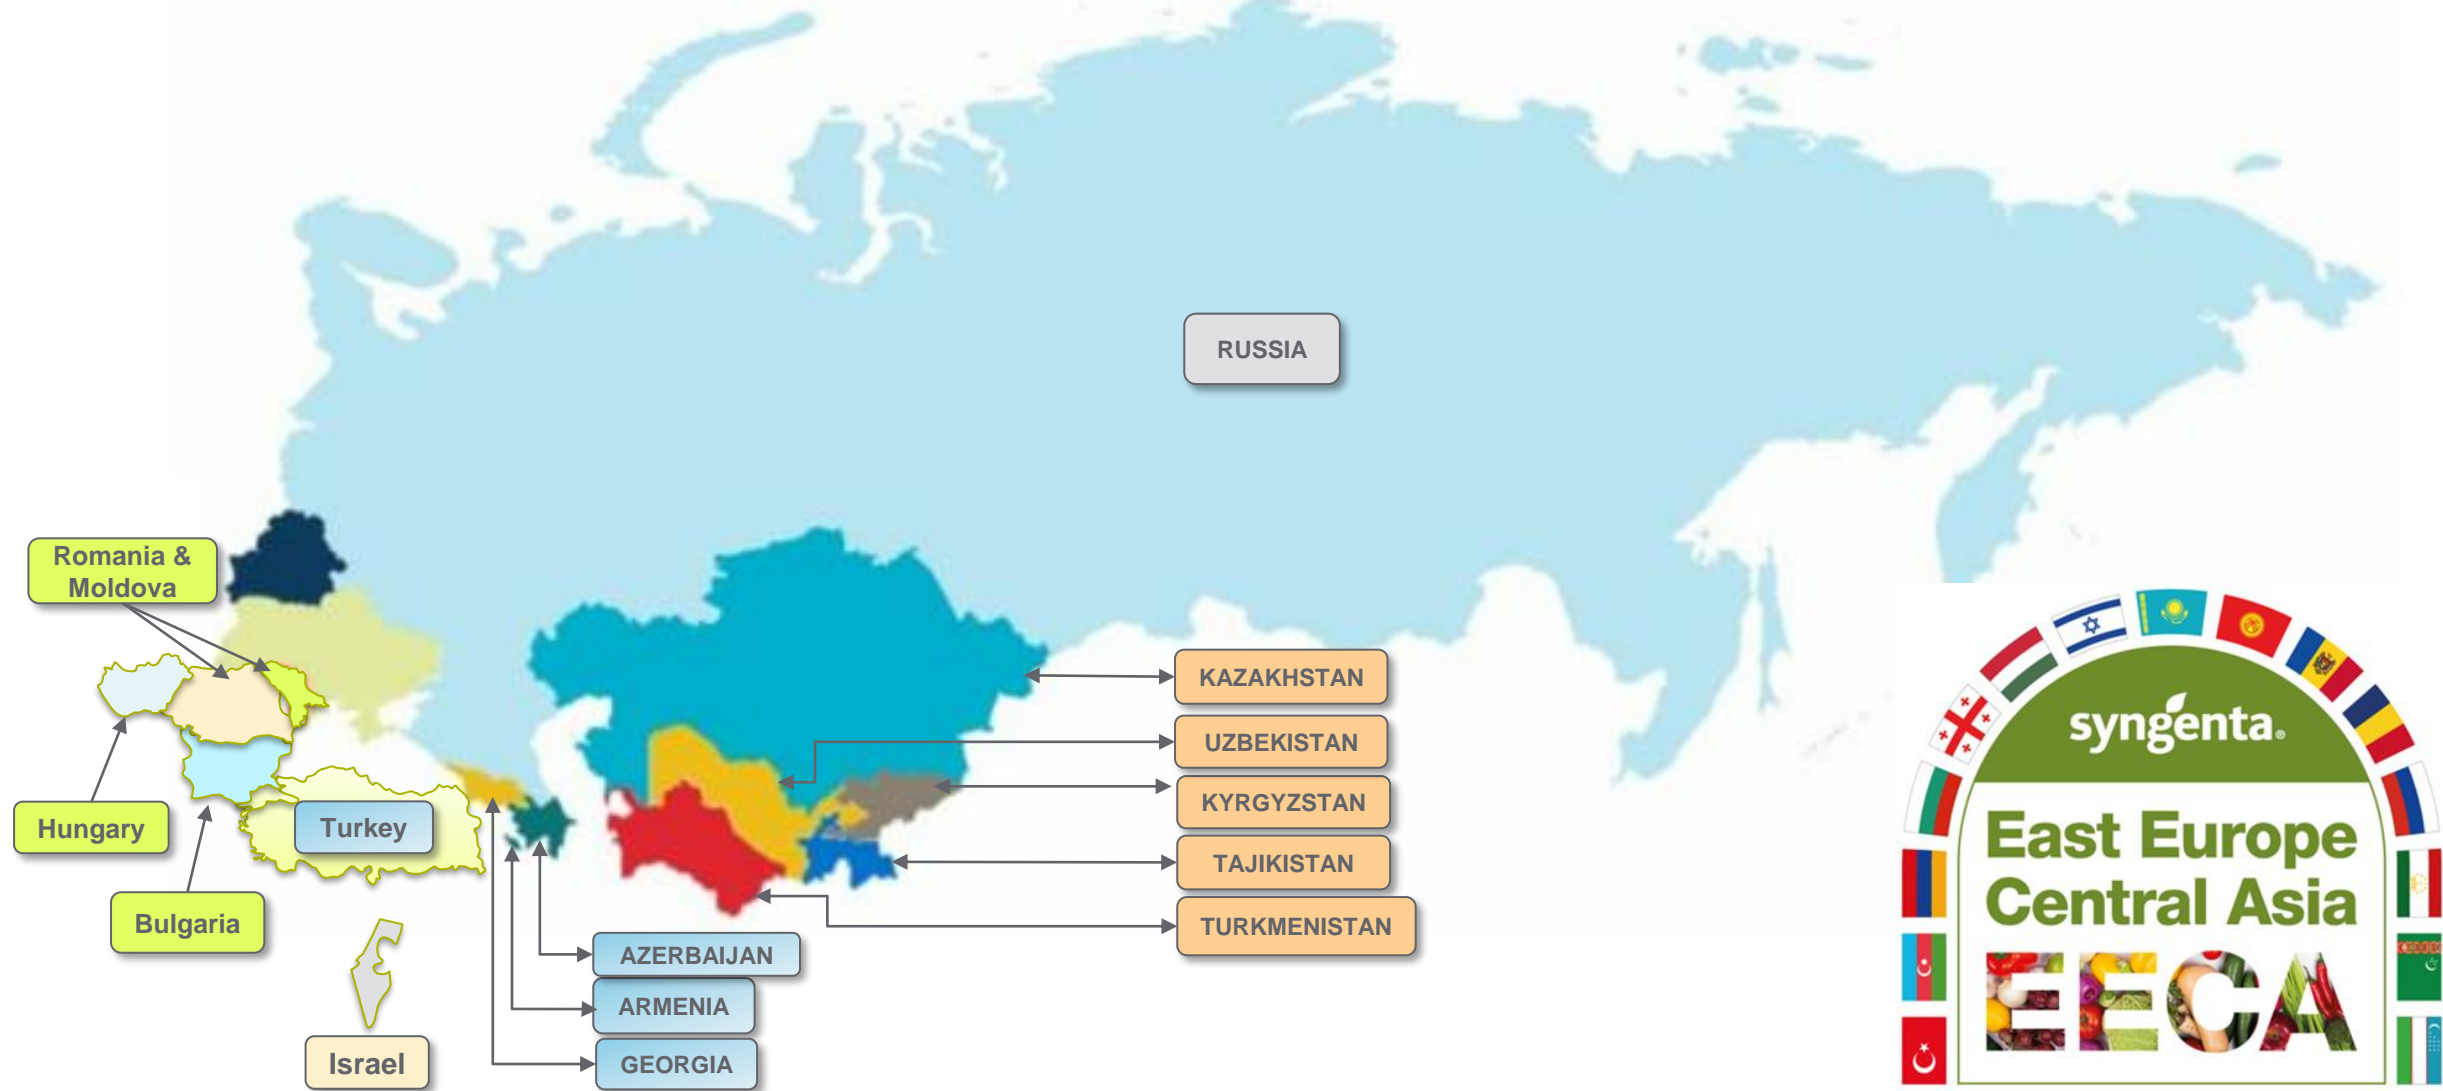 RUSSIA
Romania &
Moldova
Hungary
Bulgaria
Turkey
Israel
KAZAKHSTAN
UZBEKISTAN
KYRGYZSTAN
TAJIKISTAN
TURKMENISTAN
AZERBAIJAN
ARMENIA
GEORGIA
syngenta.
East Europe
Central Asia
EECA